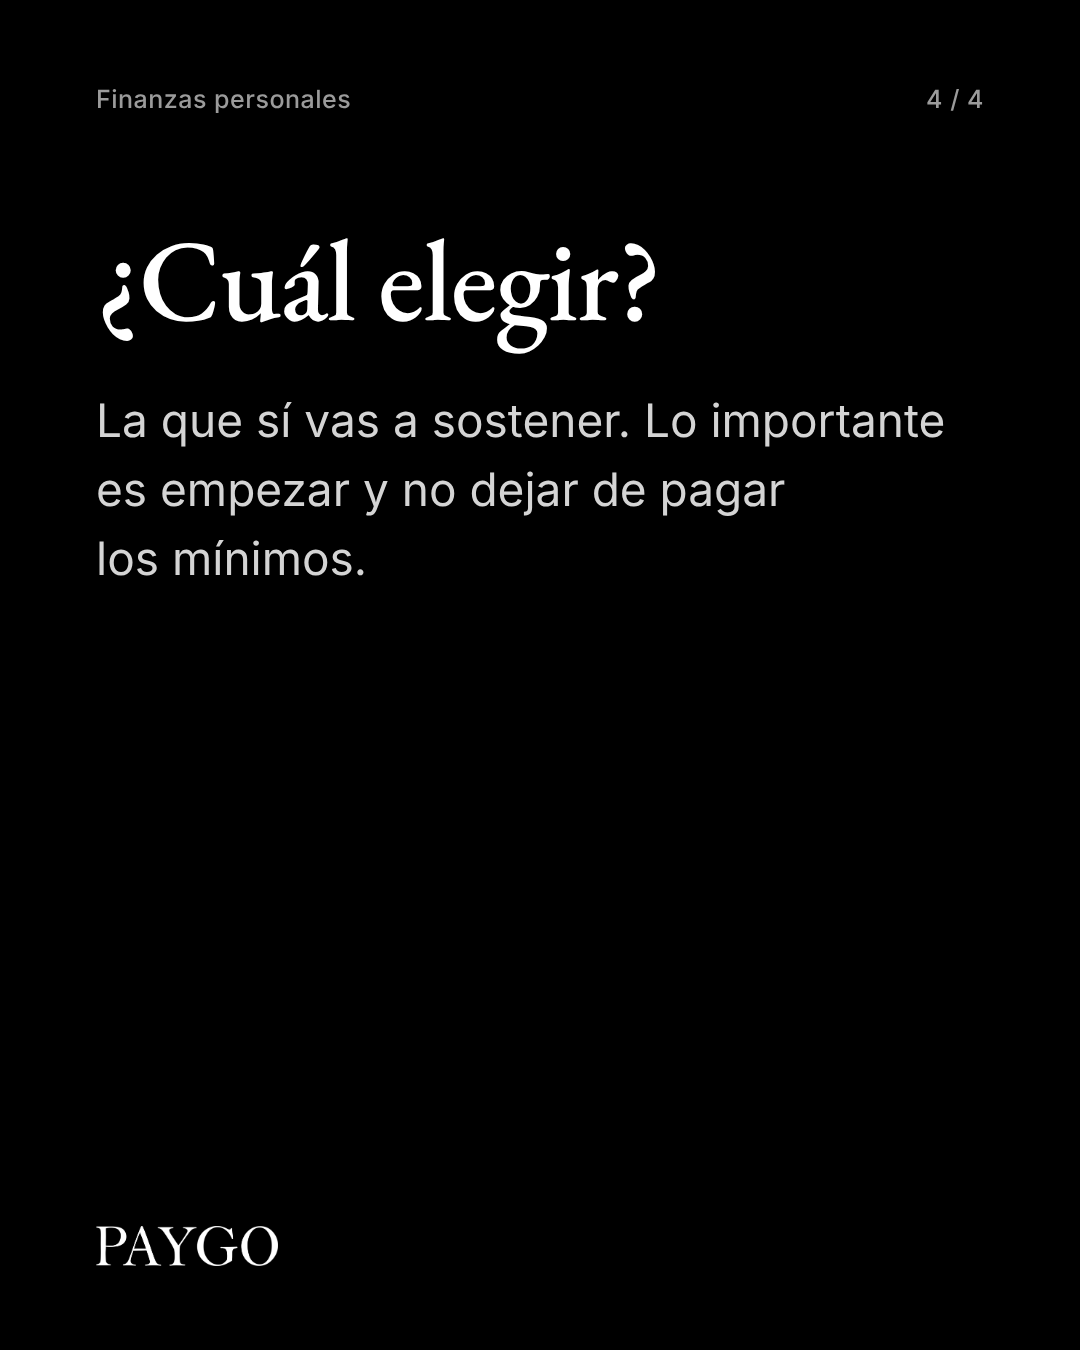 Finanzas personales
4 / 4
¿Cuál elegir?
La que sí vas a sostener. Lo importante
es empezar y no dejar de pagar
los mínimos.
PAYGO